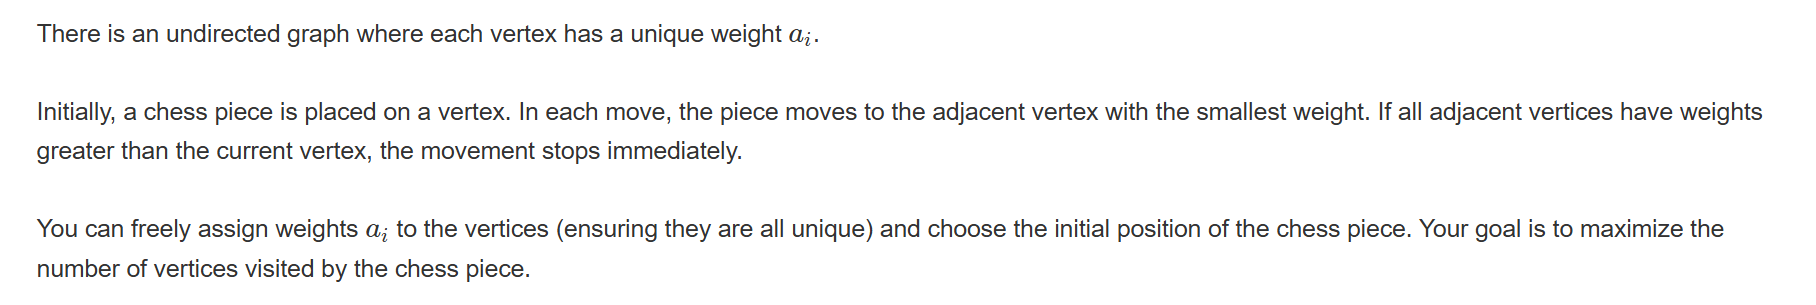 There is an undirected graph where each vertex has a unique weight a_i.
Initially, a chess piece is placed on a vertex. In each move, the piece moves to the adjacent vertex with the smallest weight. If all adjacent vertices have weights
greater than the current vertex, the movement stops immediately.
You can freely assign weights a_i to the vertices (ensuring they are all unique) and choose the initial position of the chess piece. Your goal is to maximize the
number of vertices visited by the chess piece.